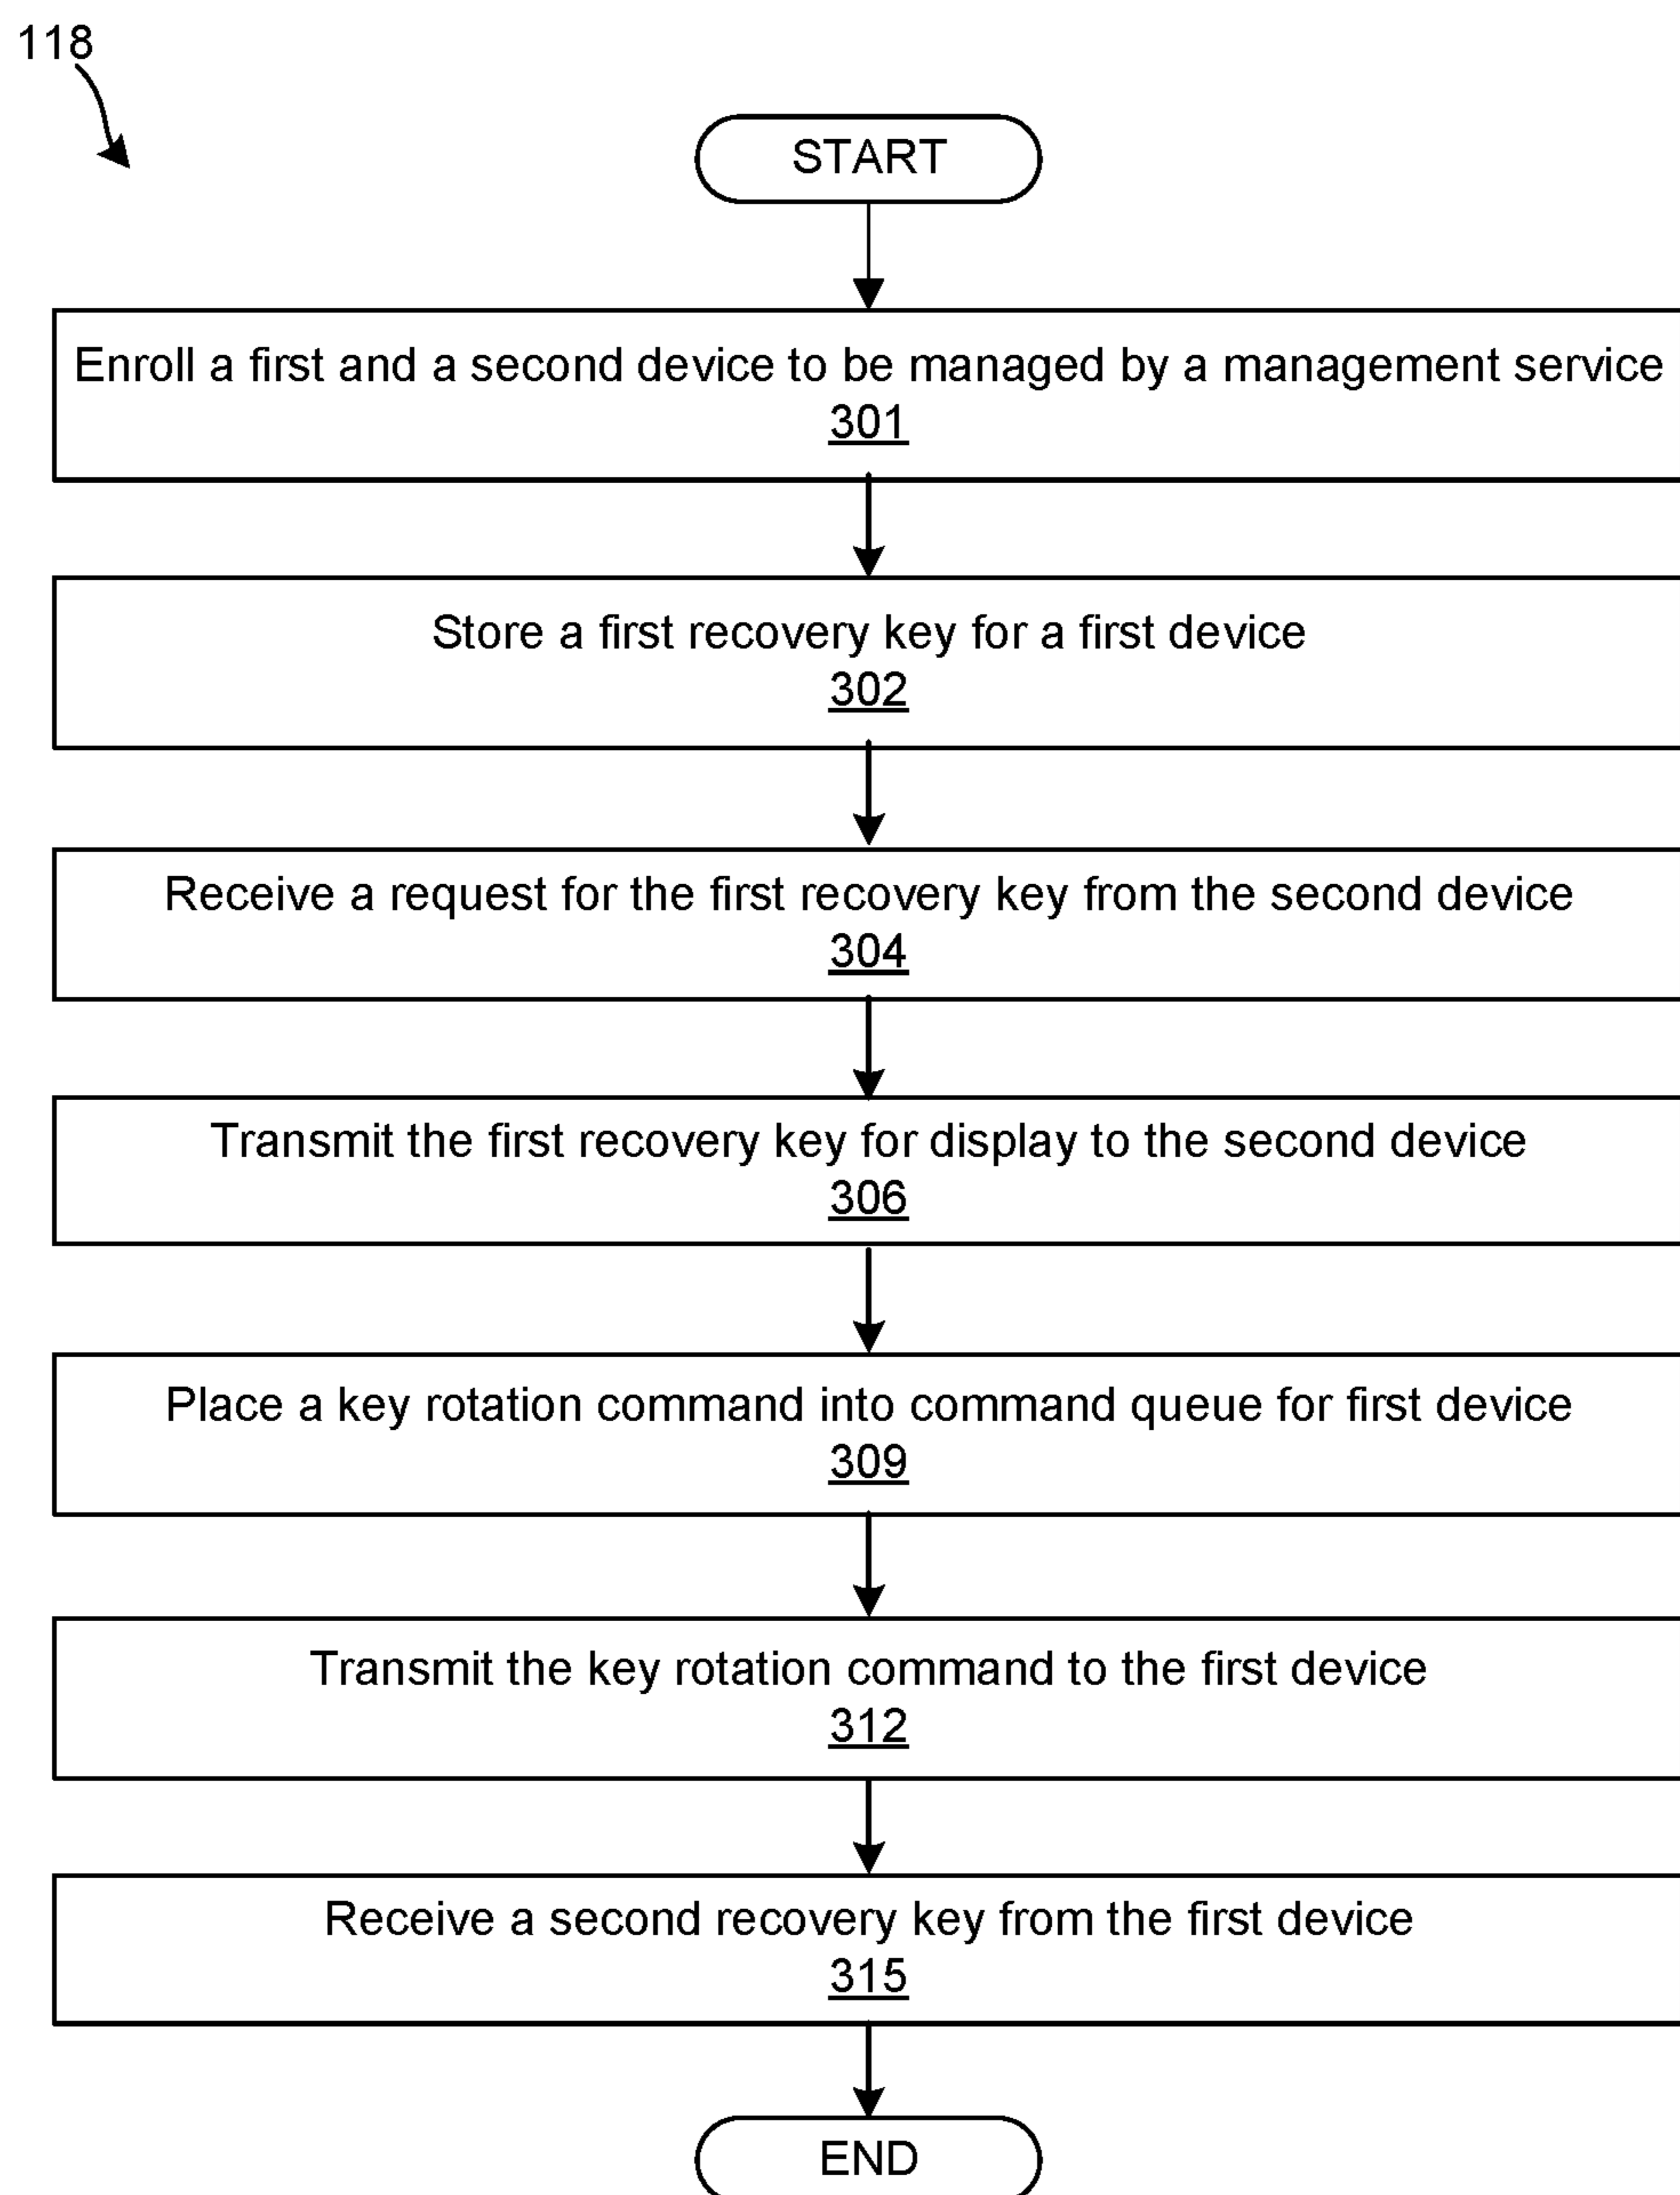 118
START
Enroll a first and a second device to be managed by a management service
301
Store a first recovery key for a first device
302
Receive a request for the first recovery key from the second device
304
Transmit the first recovery key for display to the second device
306
Place a key rotation command into command queue for first device
309
Transmit the key rotation command to the first device
312
Receive a second recovery key from the first device
315
END